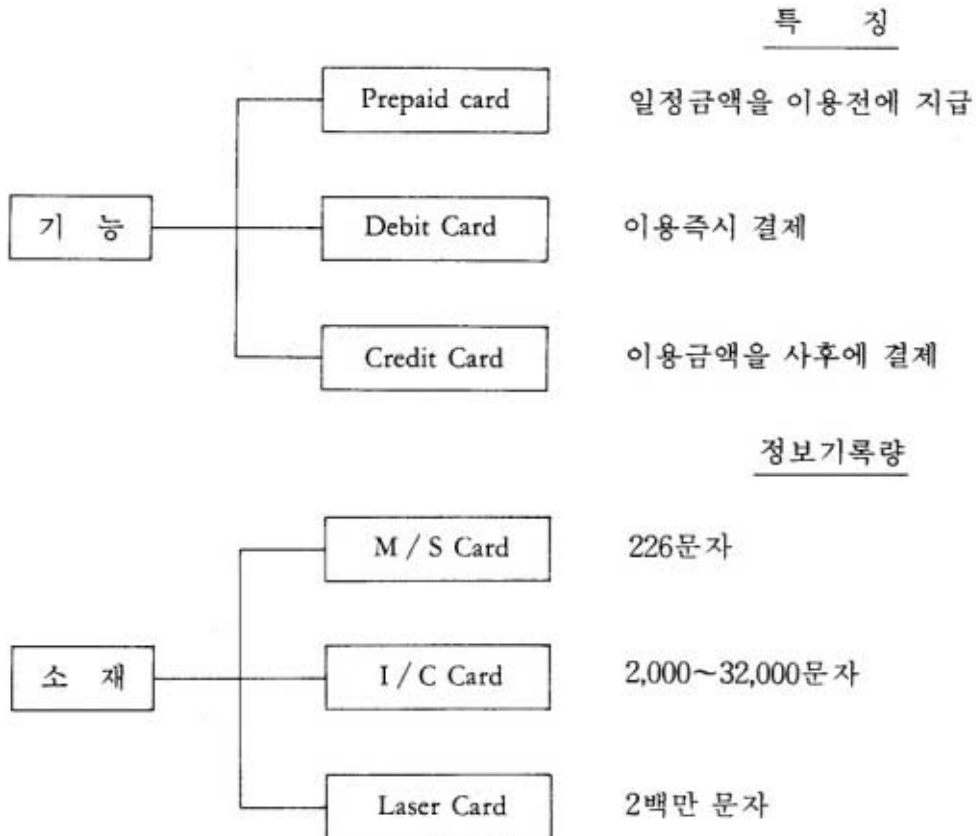 특 징
Prepaid card 일정금액을 이용전에 지급
기 능 Debit Card 이용즉시 결제
Credit Card 이용금액을 사후에 결제
정보기록량
M / S Card 226문자
소 재 I / C Card 2,000~32,000문자
Laser Card 2백만 문자